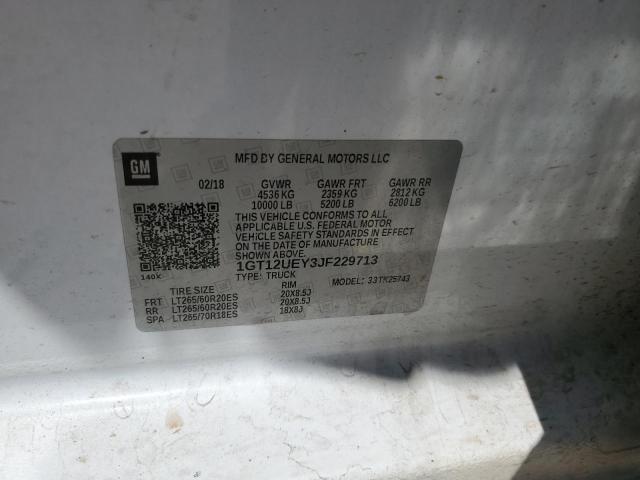 GM
MFD BY GENERAL MOTORS LLC
02/18 GVWR GAWR FRT GAWR RR
4536 KG 2359 KG 2812 KG
10000 LB 5200 LB 6200 LB
THIS VEHICLE CONFORMS TO ALL
APPLICABLE U.S. FEDERAL MOTOR
VEHICLE SAFETY STANDARDS IN EFFECT
ON THE DATE OF MANUFACTURE
SHOWN ABOVE.
1GT12UEY3JF229713
140X TYPE: TRUCK MODEL: 33TK25743
TIRE SIZE RIM
FRT LT265/60R20ES 20X8.5J
RR LT265/60R20ES 20X8.5J
SPA LT265/70R18ES 18X8J